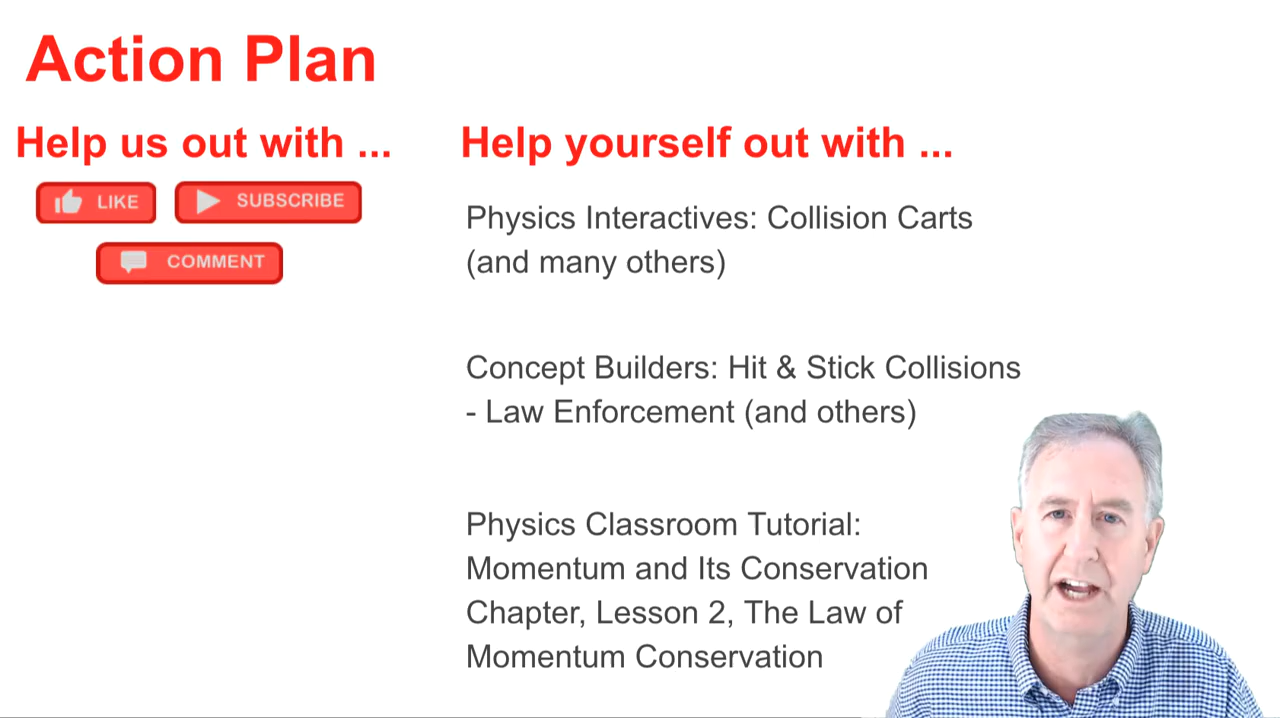 Action Plan
Help us out with ...
LIKE
SUBSCRIBE
COMMENT
Help yourself out with ...
Physics Interactives: Collision Carts
(and many others)
Concept Builders: Hit & Stick Collisions
- Law Enforcement (and others)
Physics Classroom Tutorial:
Momentum and Its Conservation
Chapter, Lesson 2, The Law of
Momentum Conservation